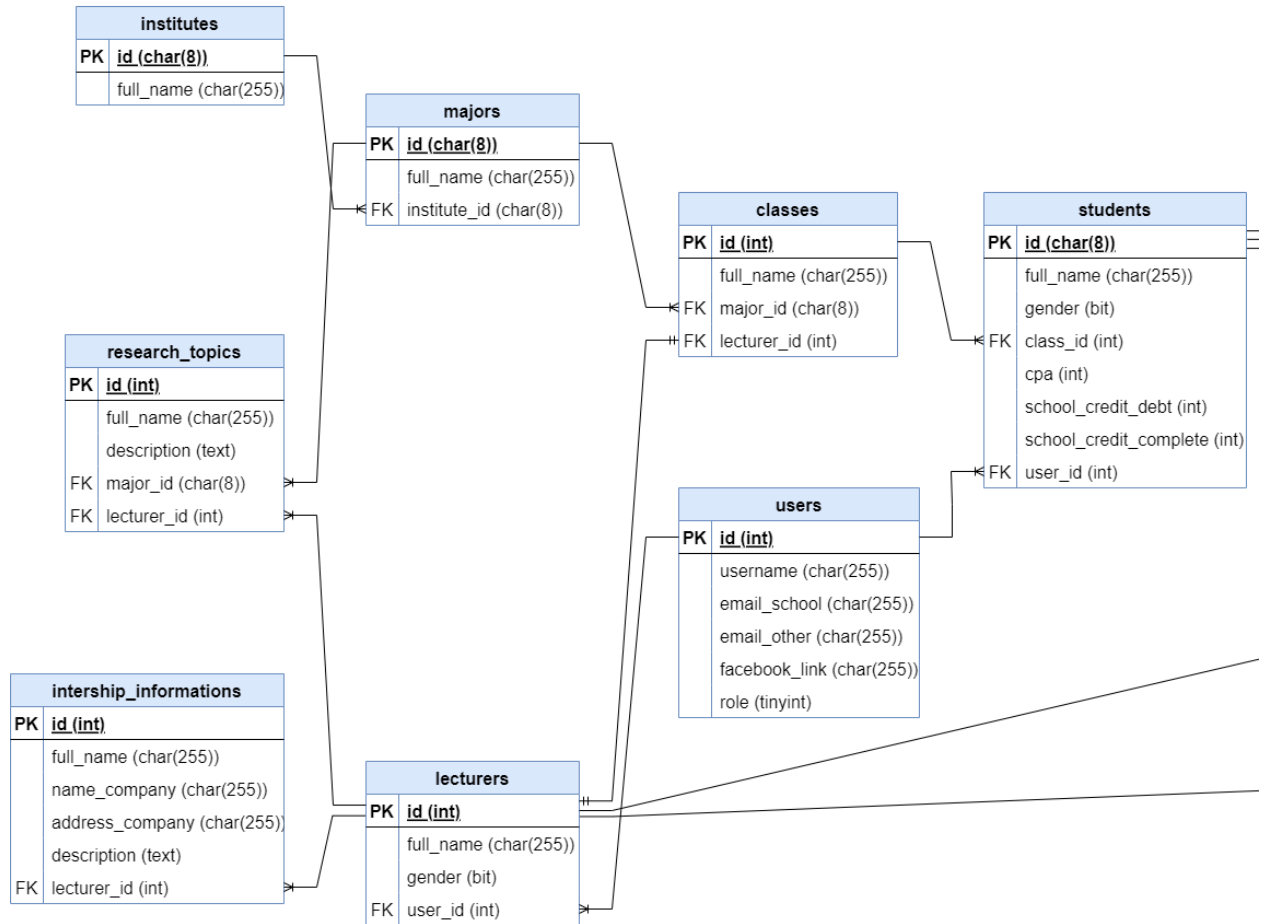 institutes
PK id (char(8))
full_name (char(255))
majors
PK id (char(8))
full_name (char(255))
FK institute_id (char(8))
classes
PK id (int)
full_name (char(255))
FK major_id (char(8))
FK lecturer_id (int)
students
PK id (char(8))
full_name (char(255))
gender (bit)
FK class_id (int)
cpa (int)
school_credit_debt (int)
school_credit_complete (int)
FK user_id (int)
research_topics
PK id (int)
full_name (char(255))
description (text)
FK major_id (char(8))
FK lecturer_id (int)
users
PK id (int)
username (char(255))
email_school (char(255))
email_other (char(255))
facebook_link (char(255))
role (tinyint)
intership_informations
PK id (int)
full_name (char(255))
name_company (char(255))
address_company (char(255))
description (text)
FK lecturer_id (int)
lecturers
PK id (int)
full_name (char(255))
gender (bit)
FK user_id (int)